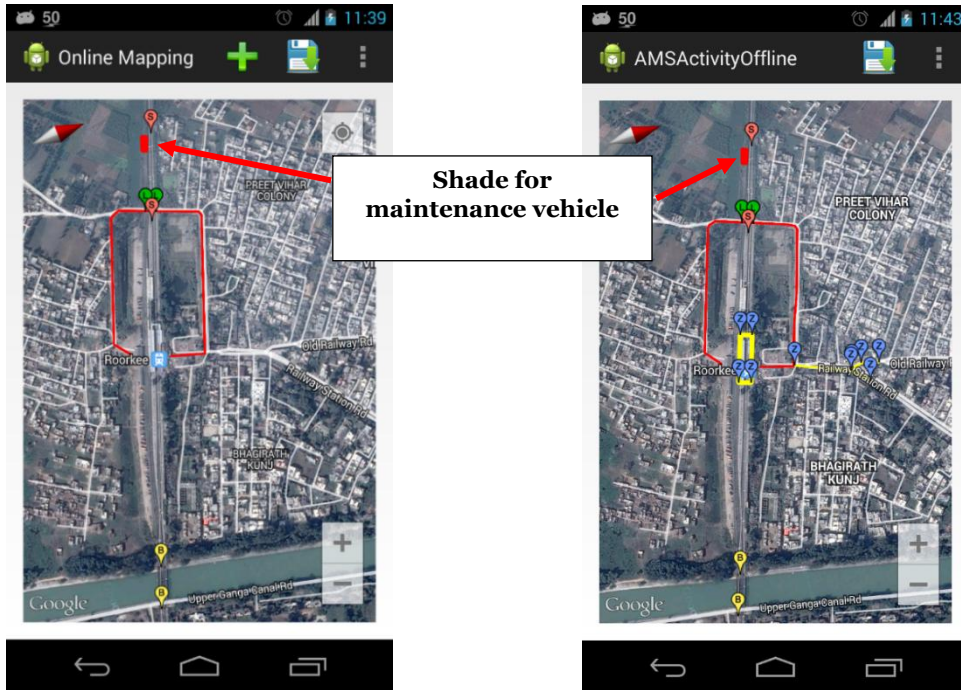 50
11:39
Online Mapping
S
L L
S
PREET VIHAR
COLONY
Roorkee
Old Railway Rd
Railway Station Rd
BHAGIRATH
KUNJ
B
B
Upper Ganga Canal Rd
Google
Shade for
maintenance vehicle
50
11:43
AMSActivityOffline
S
L L
S
PREET VIHAR
COLONY
Z Z
Z
Z Z
Z Z
Z Z
Z
Roorkee
Old Railway
Railway Station Rd
BHAGIRATH
KUNJ
B
B
Upper Ganga Canal Rd
Google